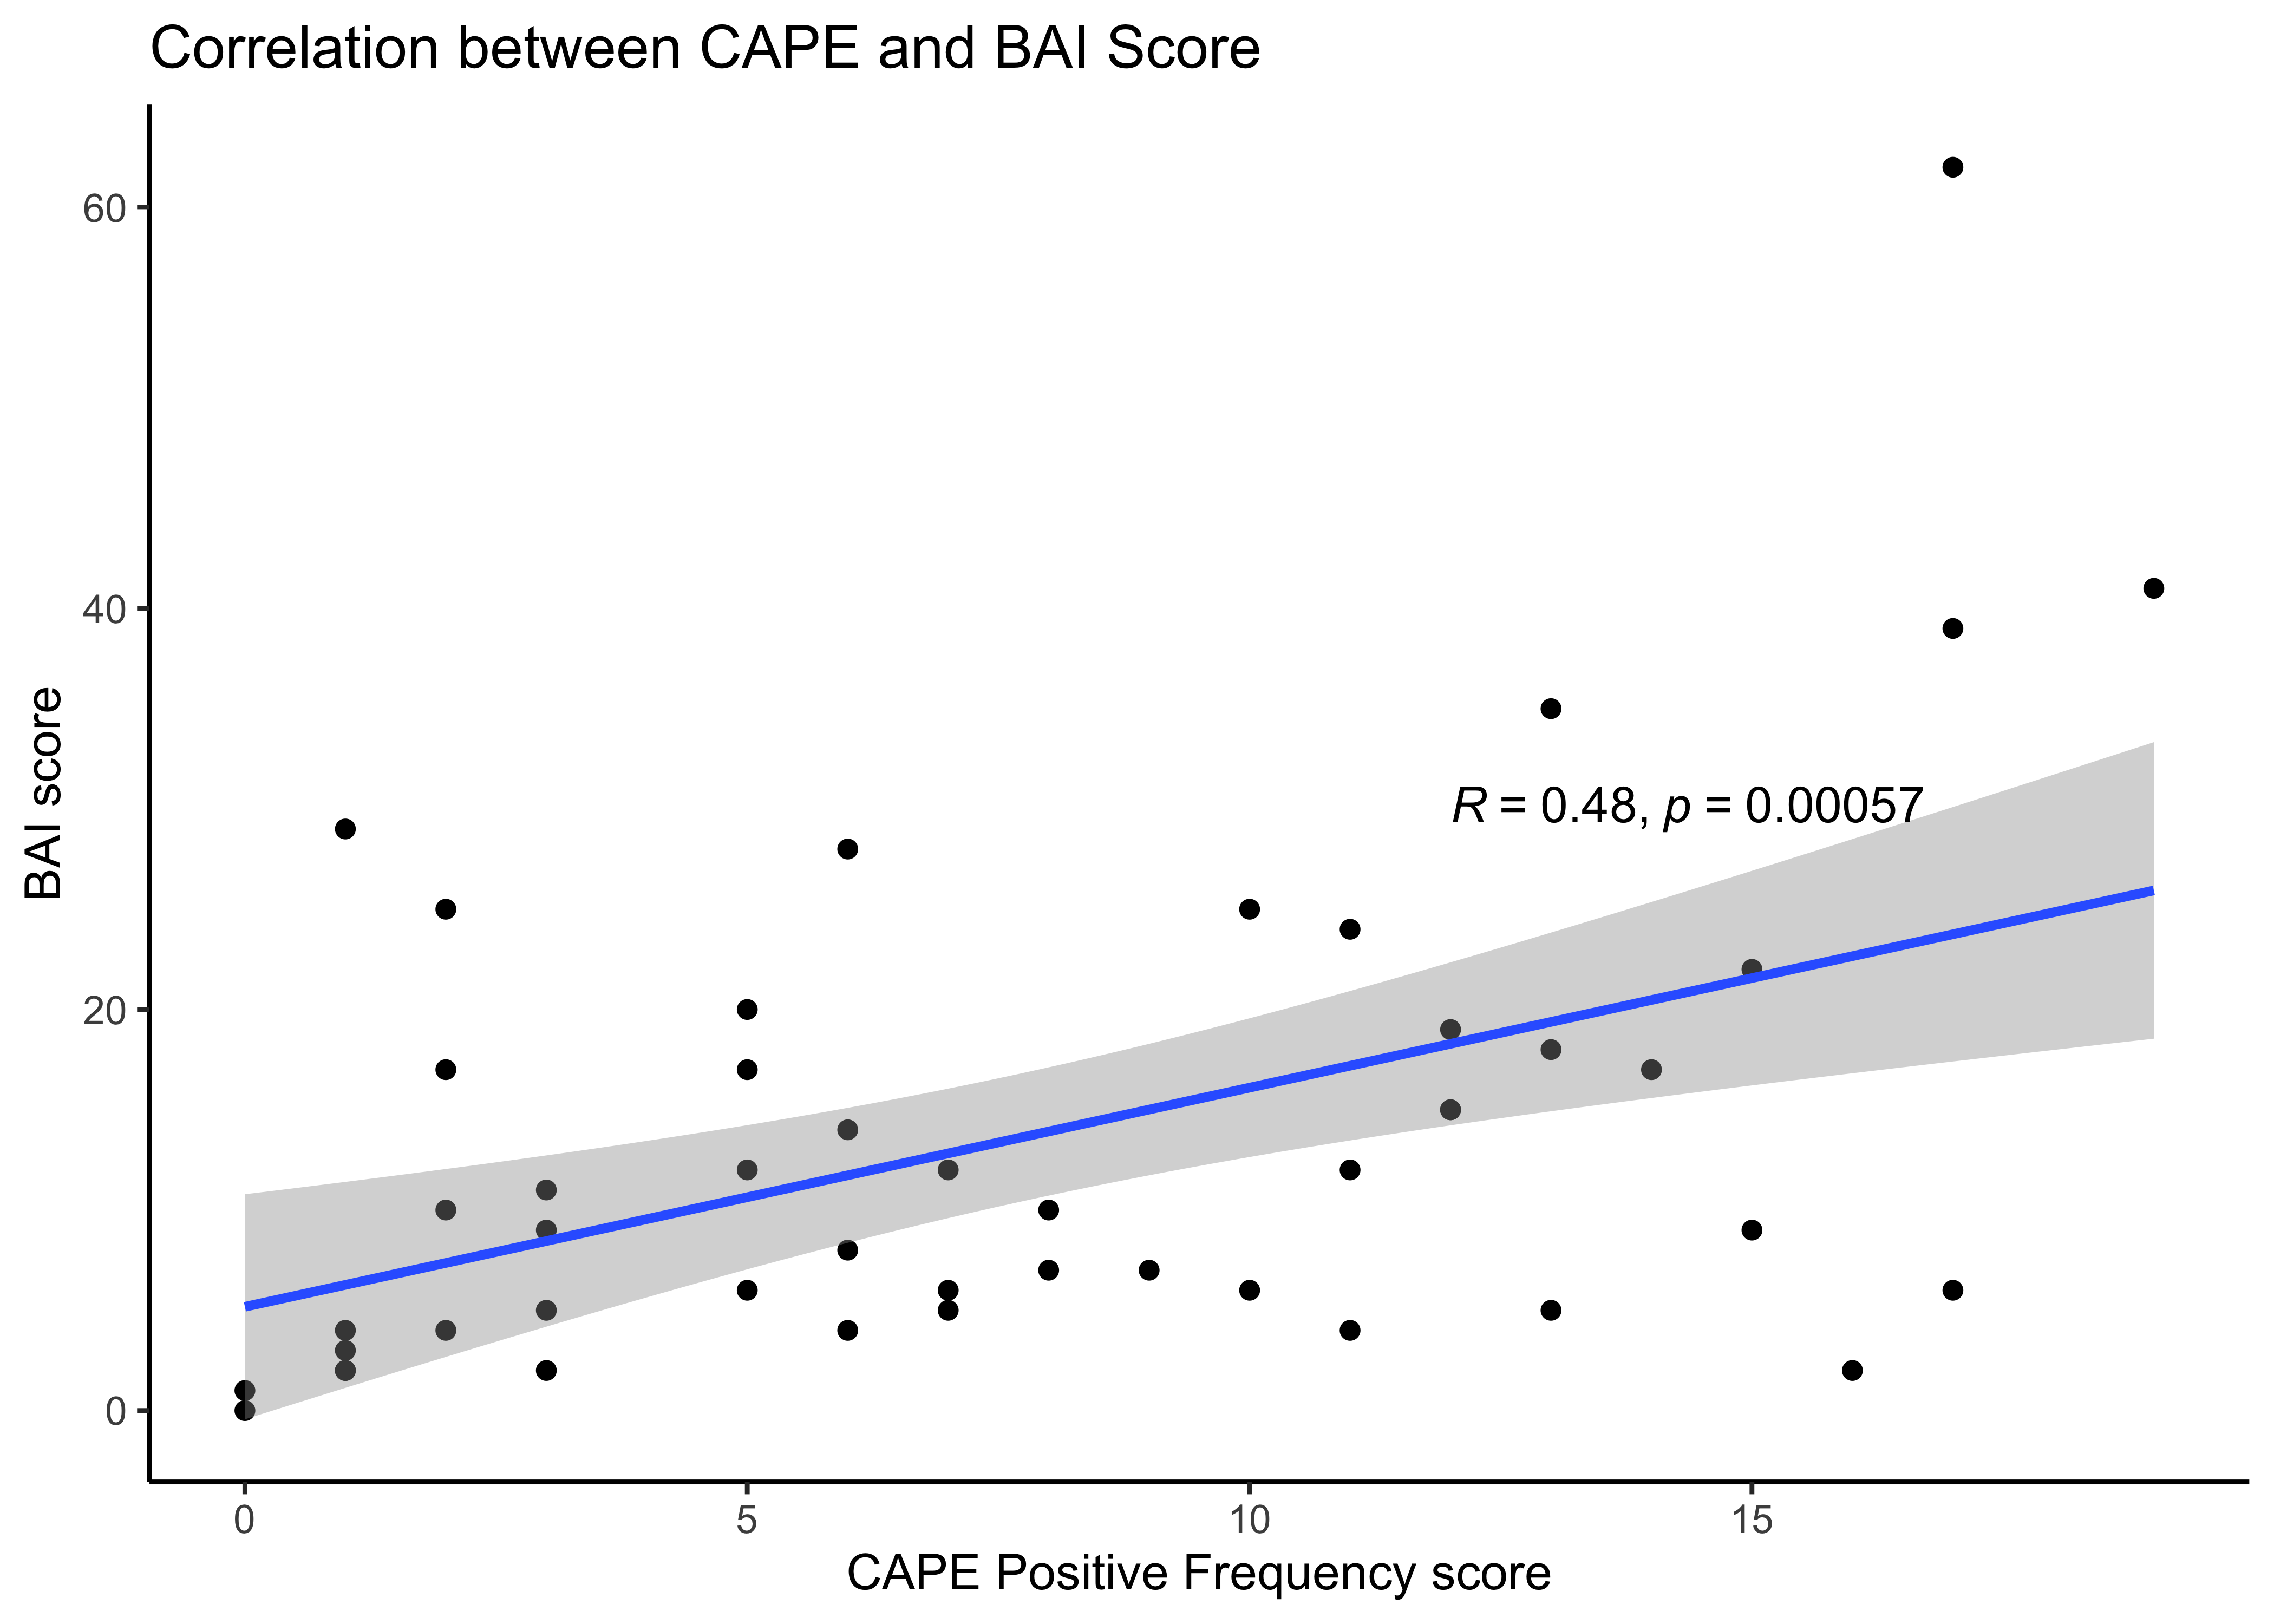 Correlation between CAPE and BAI Score
60
40
20
0
BAI score
R = 0.48, p = 0.00057
0 5 10 15
CAPE Positive Frequency score